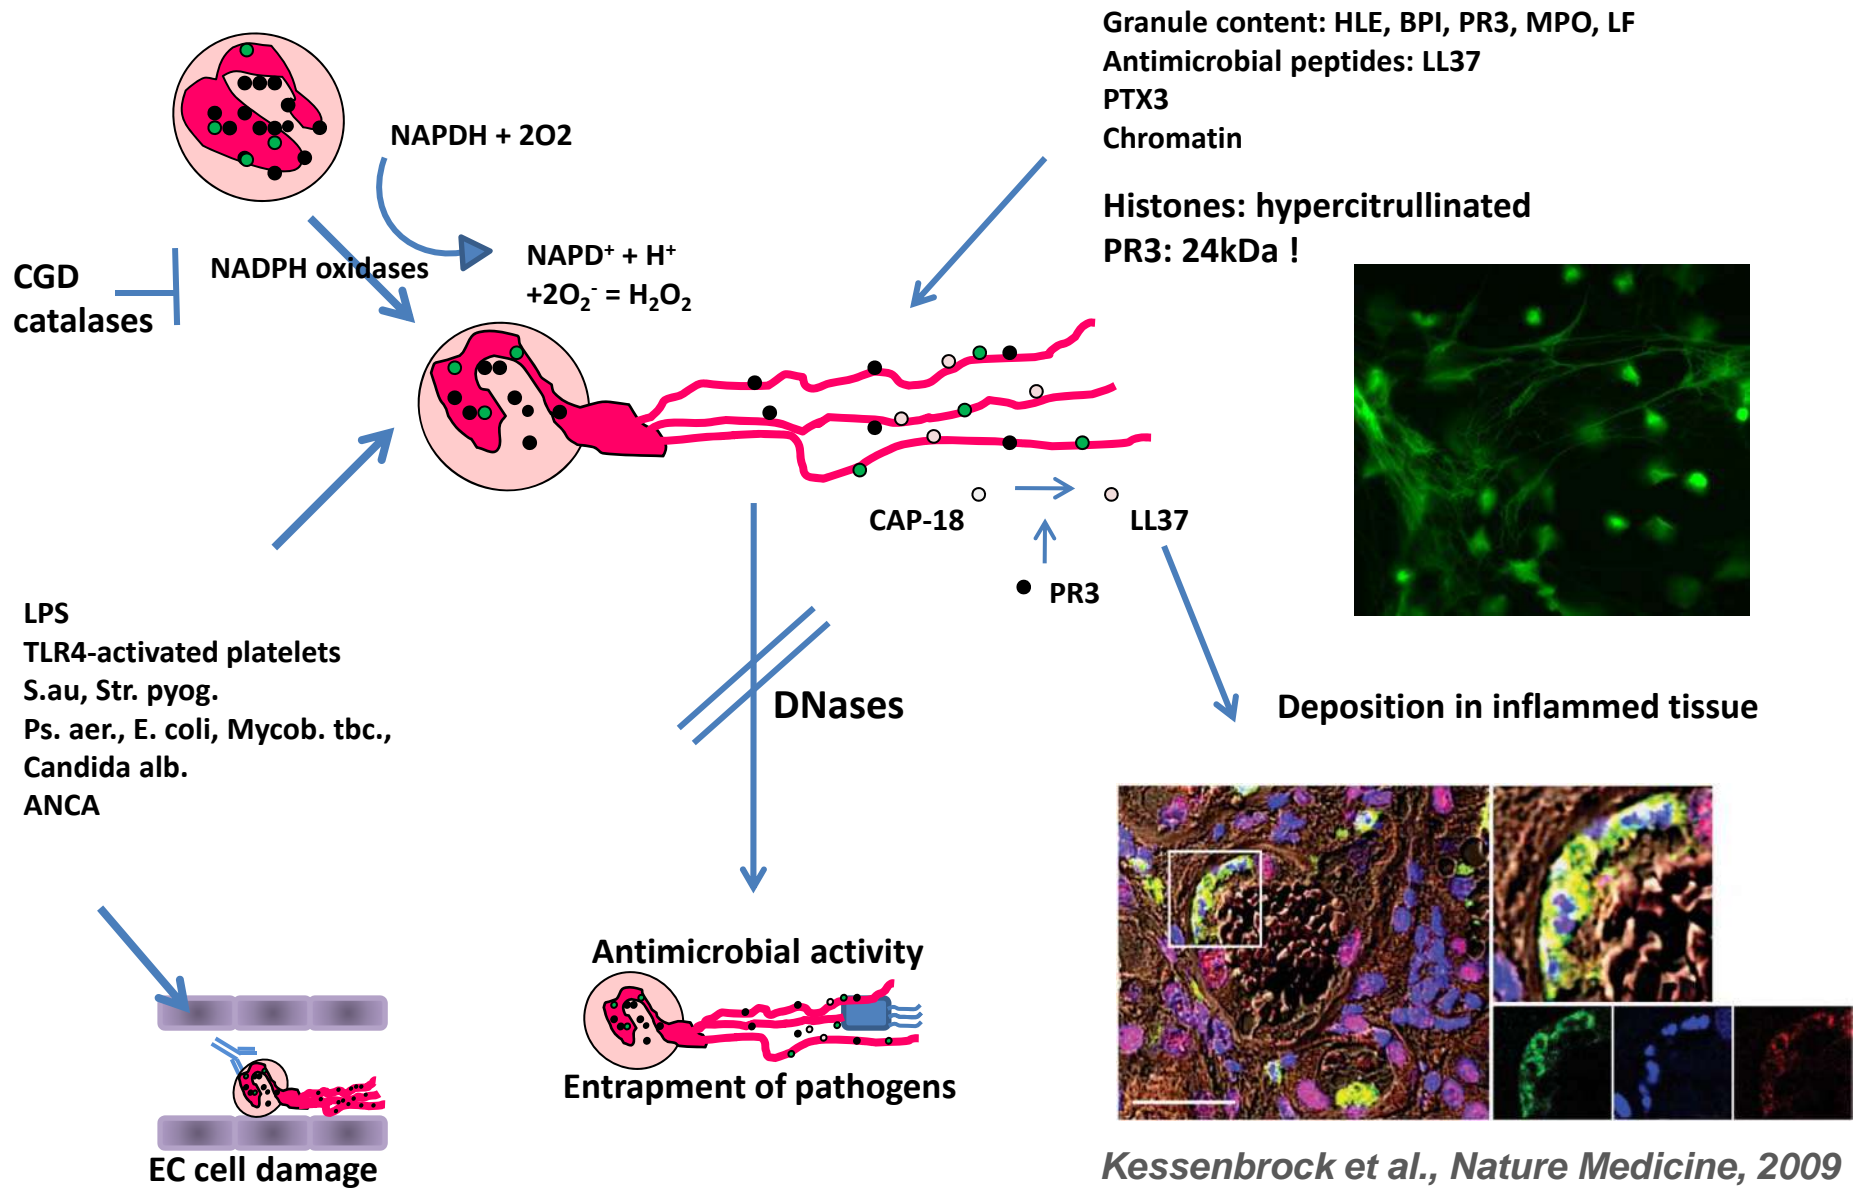 Granule content: HLE, BPI, PR3, MPO, LF
Antimicrobial peptides: LL37
PTX3
Chromatin
NAPDH + 2O2
Histones: hypercitrullinated
PR3: 24kDa !
CGD
catalases
NADPH oxidases
NAPD⁺ + H⁺
+2O₂⁻ = H₂O₂
CAP-18
LL37
PR3
LPS
TLR4-activated platelets
S.au, Str. pyog.
Ps. aer., E. coli, Mycob. tbc.,
Candida alb.
ANCA
DNases
Deposition in inflammed tissue
Antimicrobial activity
Entrapment of pathogens
EC cell damage
Kessenbrock et al., Nature Medicine, 2009